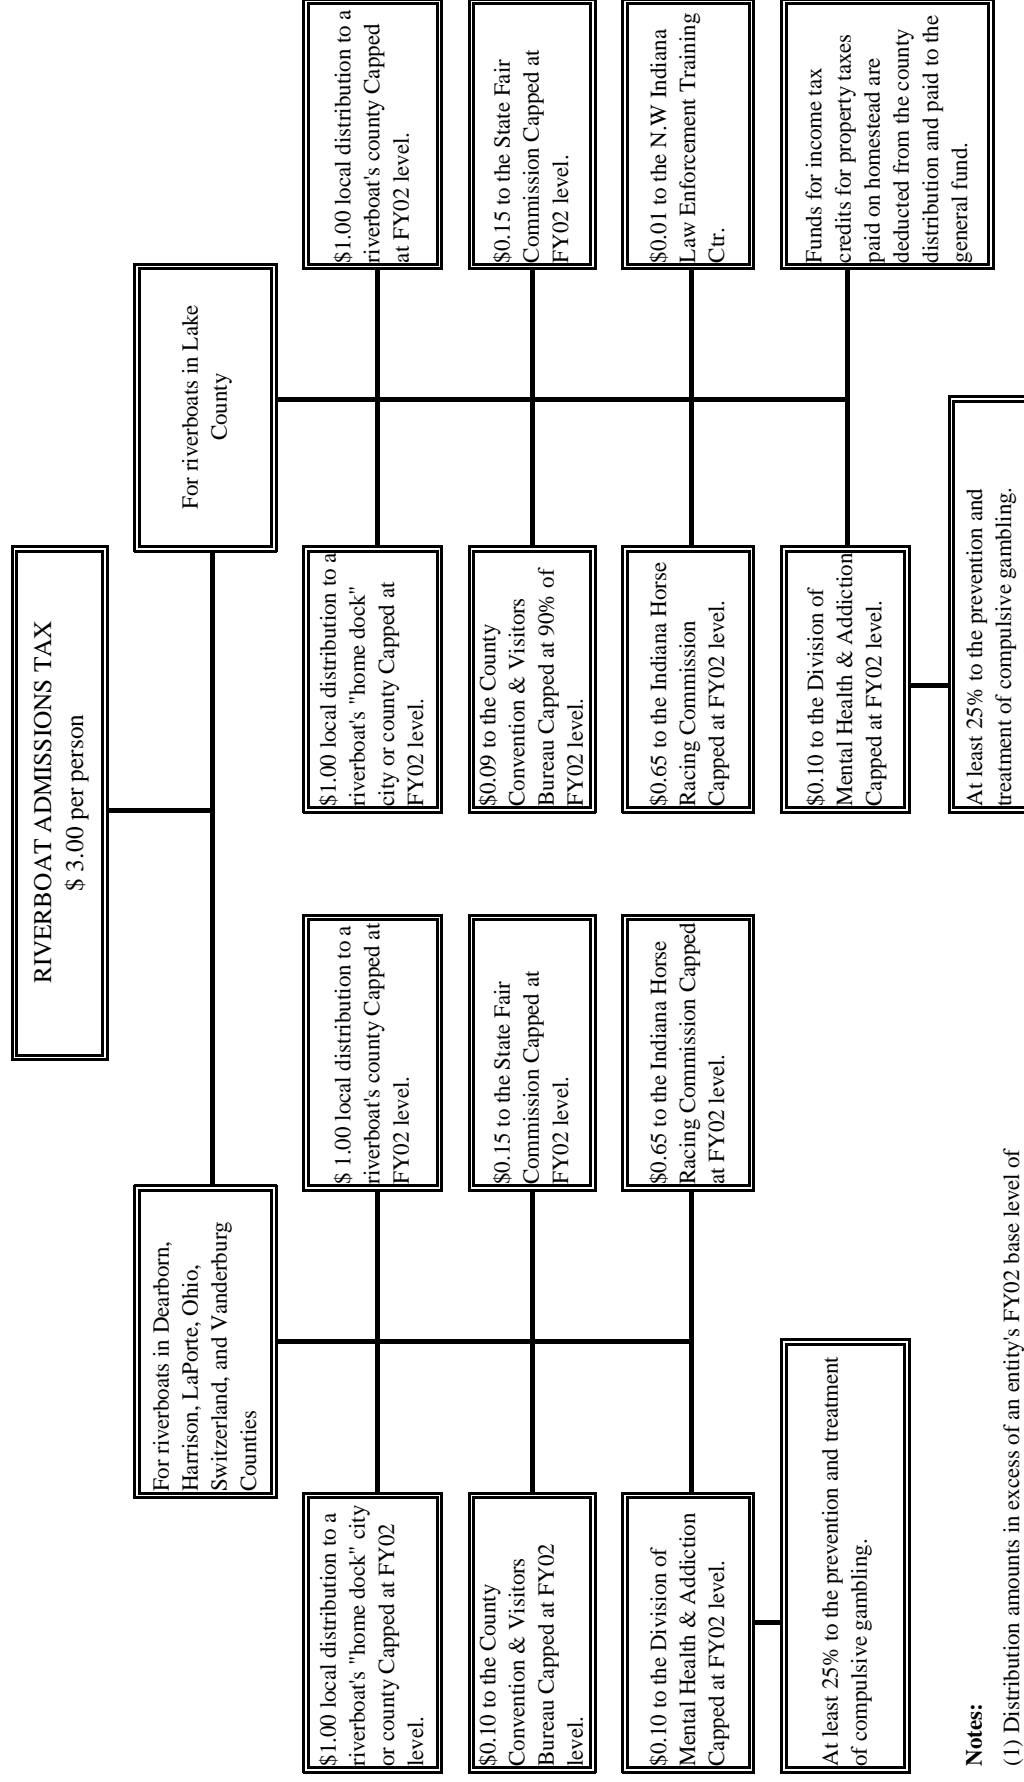 RIVERBOAT ADMISSIONS TAX
$ 3.00 per person
For riverboats in Dearborn,
Harrison, LaPorte, Ohio,
Switzerland, and Vanderburg
Counties
For riverboats in Lake
County
$1.00 local distribution to a
riverboat's "home dock" city
or county Capped at FY02
level.
$ 1.00 local distribution to a
riverboat's county Capped at
FY02 level.
$1.00 local distribution to a
riverboat's "home dock"
city or county Capped at
FY02 level.
$1.00 local distribution to a
riverboat's county Capped
at FY02 level.
$0.10 to the County
Convention & Visitors
Bureau Capped at FY02
level.
$0.15 to the State Fair
Commission Capped at
FY02 level.
$0.09 to the County
Convention & Visitors
Bureau Capped at 90% of
FY02 level.
$0.15 to the State Fair
Commission Capped at
FY02 level.
$0.10 to the Division of
Mental Health & Addiction
Capped at FY02 level.
$0.65 to the Indiana Horse
Racing Commission Capped
at FY02 level.
$0.65 to the Indiana Horse
Racing Commission
Capped at FY02 level.
$0.01 to the N.W Indiana
Law Enforcement Training
Ctr.
At least 25% to the prevention and treatment
of compulsive gambling.
$0.10 to the Division of
Mental Health & Addiction
Capped at FY02 level.
Funds for income tax
credits for property taxes
paid on homestead are
deducted from the county
distribution and paid to the
general fund.
At least 25% to the prevention and
treatment of compulsive gambling.
Notes:
(1) Distribution amounts in excess of an entity's FY02 base level of